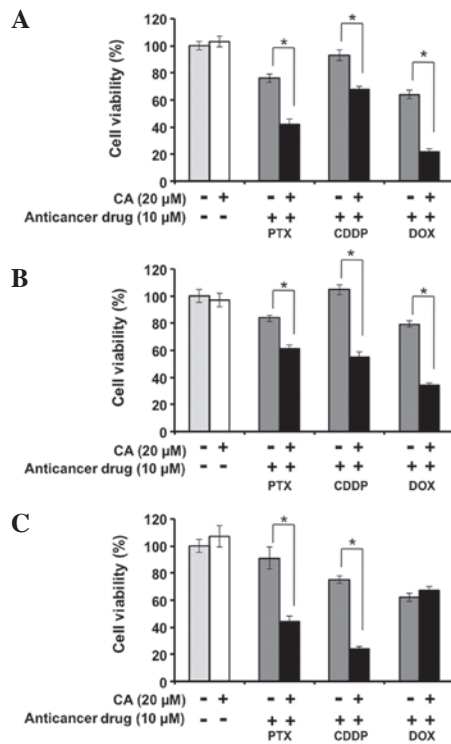 A
Cell viability (%)
120
100
80
60
40
20
0
* * *
CA (20 μM) - + - + - + - +
Anticancer drug (10 μM) - - + + + + + +
PTX CDDP DOX
B
Cell viability (%)
120
100
80
60
40
20
0
* * *
CA (20 μM) - + - + - + - +
Anticancer drug (10 μM) - - + + + + + +
PTX CDDP DOX
C
Cell viability (%)
120
100
80
60
40
20
0
* *
CA (20 μM) - + - + - + - +
Anticancer drug (10 μM) - - + + + + + +
PTX CDDP DOX